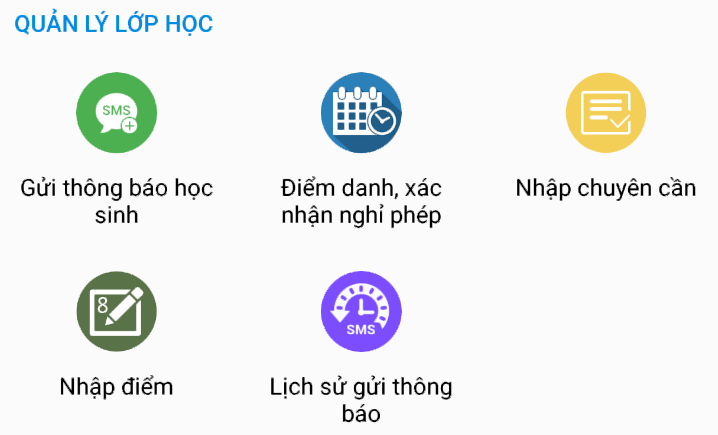 QUẢN LÝ LỚP HỌC
SMS
Gửi thông báo học
sinh
Điểm danh, xác
nhận nghỉ phép
Nhập chuyên cần
8
Nhập điểm
SMS
Lịch sử gửi thông
báo